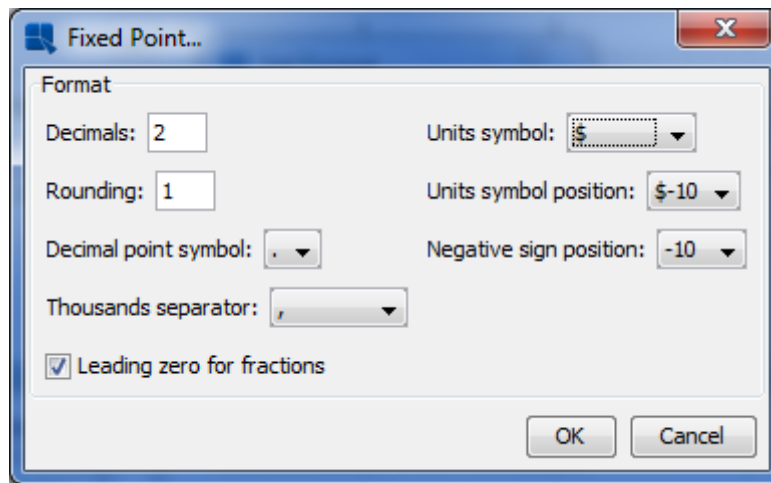 Fixed Point...
Format
Decimals: 2
Units symbol: $
Rounding: 1
Units symbol position: $-10
Decimal point symbol: .
Negative sign position: -10
Thousands separator: ,
Leading zero for fractions
OK
Cancel